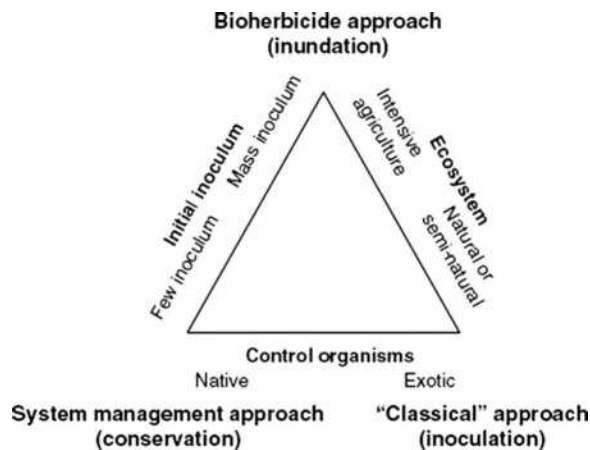 Bioherbicide approach
(inundation)
Initial inoculum
Mass inoculum
Few inoculum
Intensive
agriculture
Ecosystem
Natural or
semi-natural
Control organisms
Native
Exotic
System management approach
(conservation)
“Classical” approach
(inoculation)